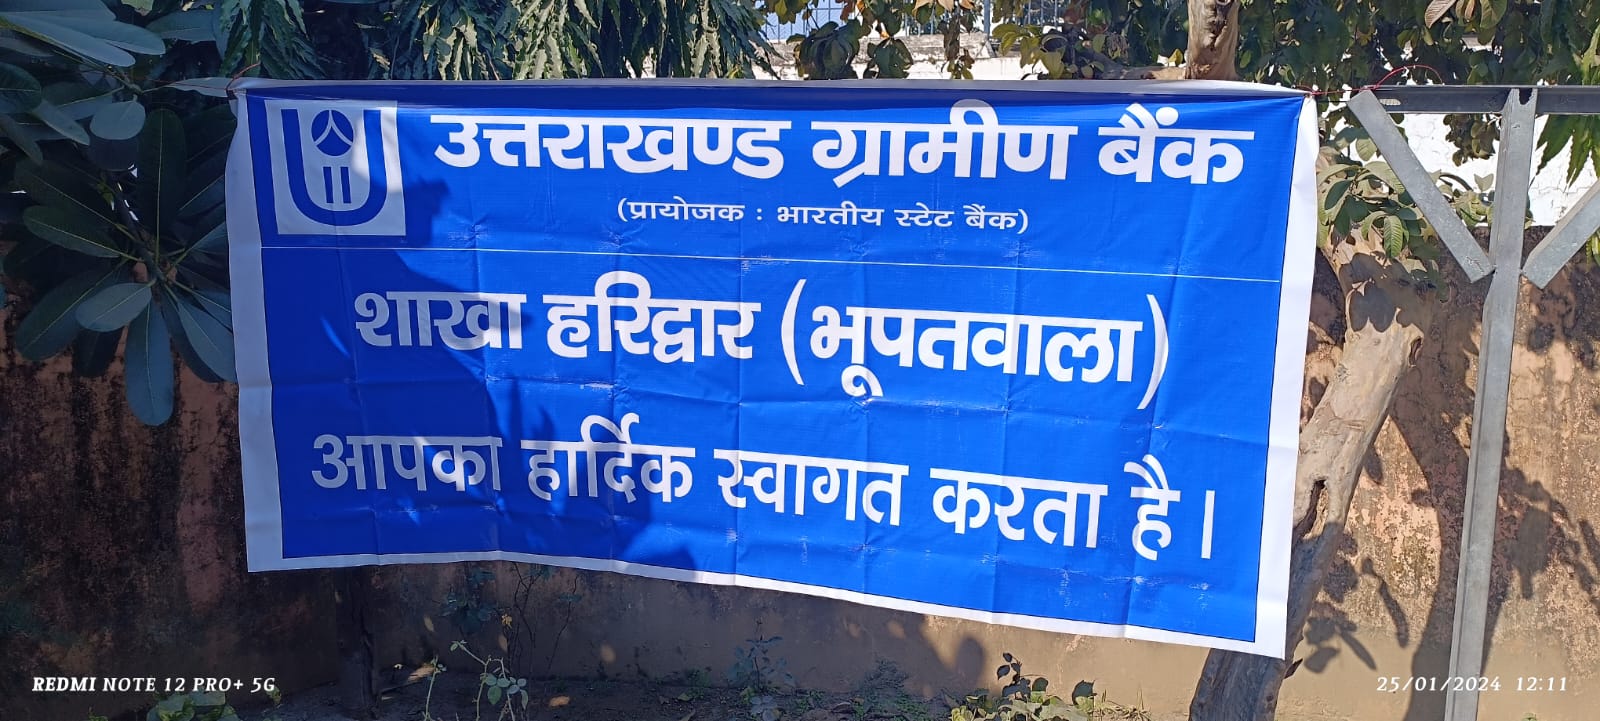 उत्तराखण्ड ग्रामीण बैंक
(प्रायोजक : भारतीय स्टेट बैंक)
शाखा हरिद्वार (भूपतवाला)
आपका हार्दिक स्वागत करता है।
REDMI NOTE 12 PRO+ 5G
25/01/2024 12:11